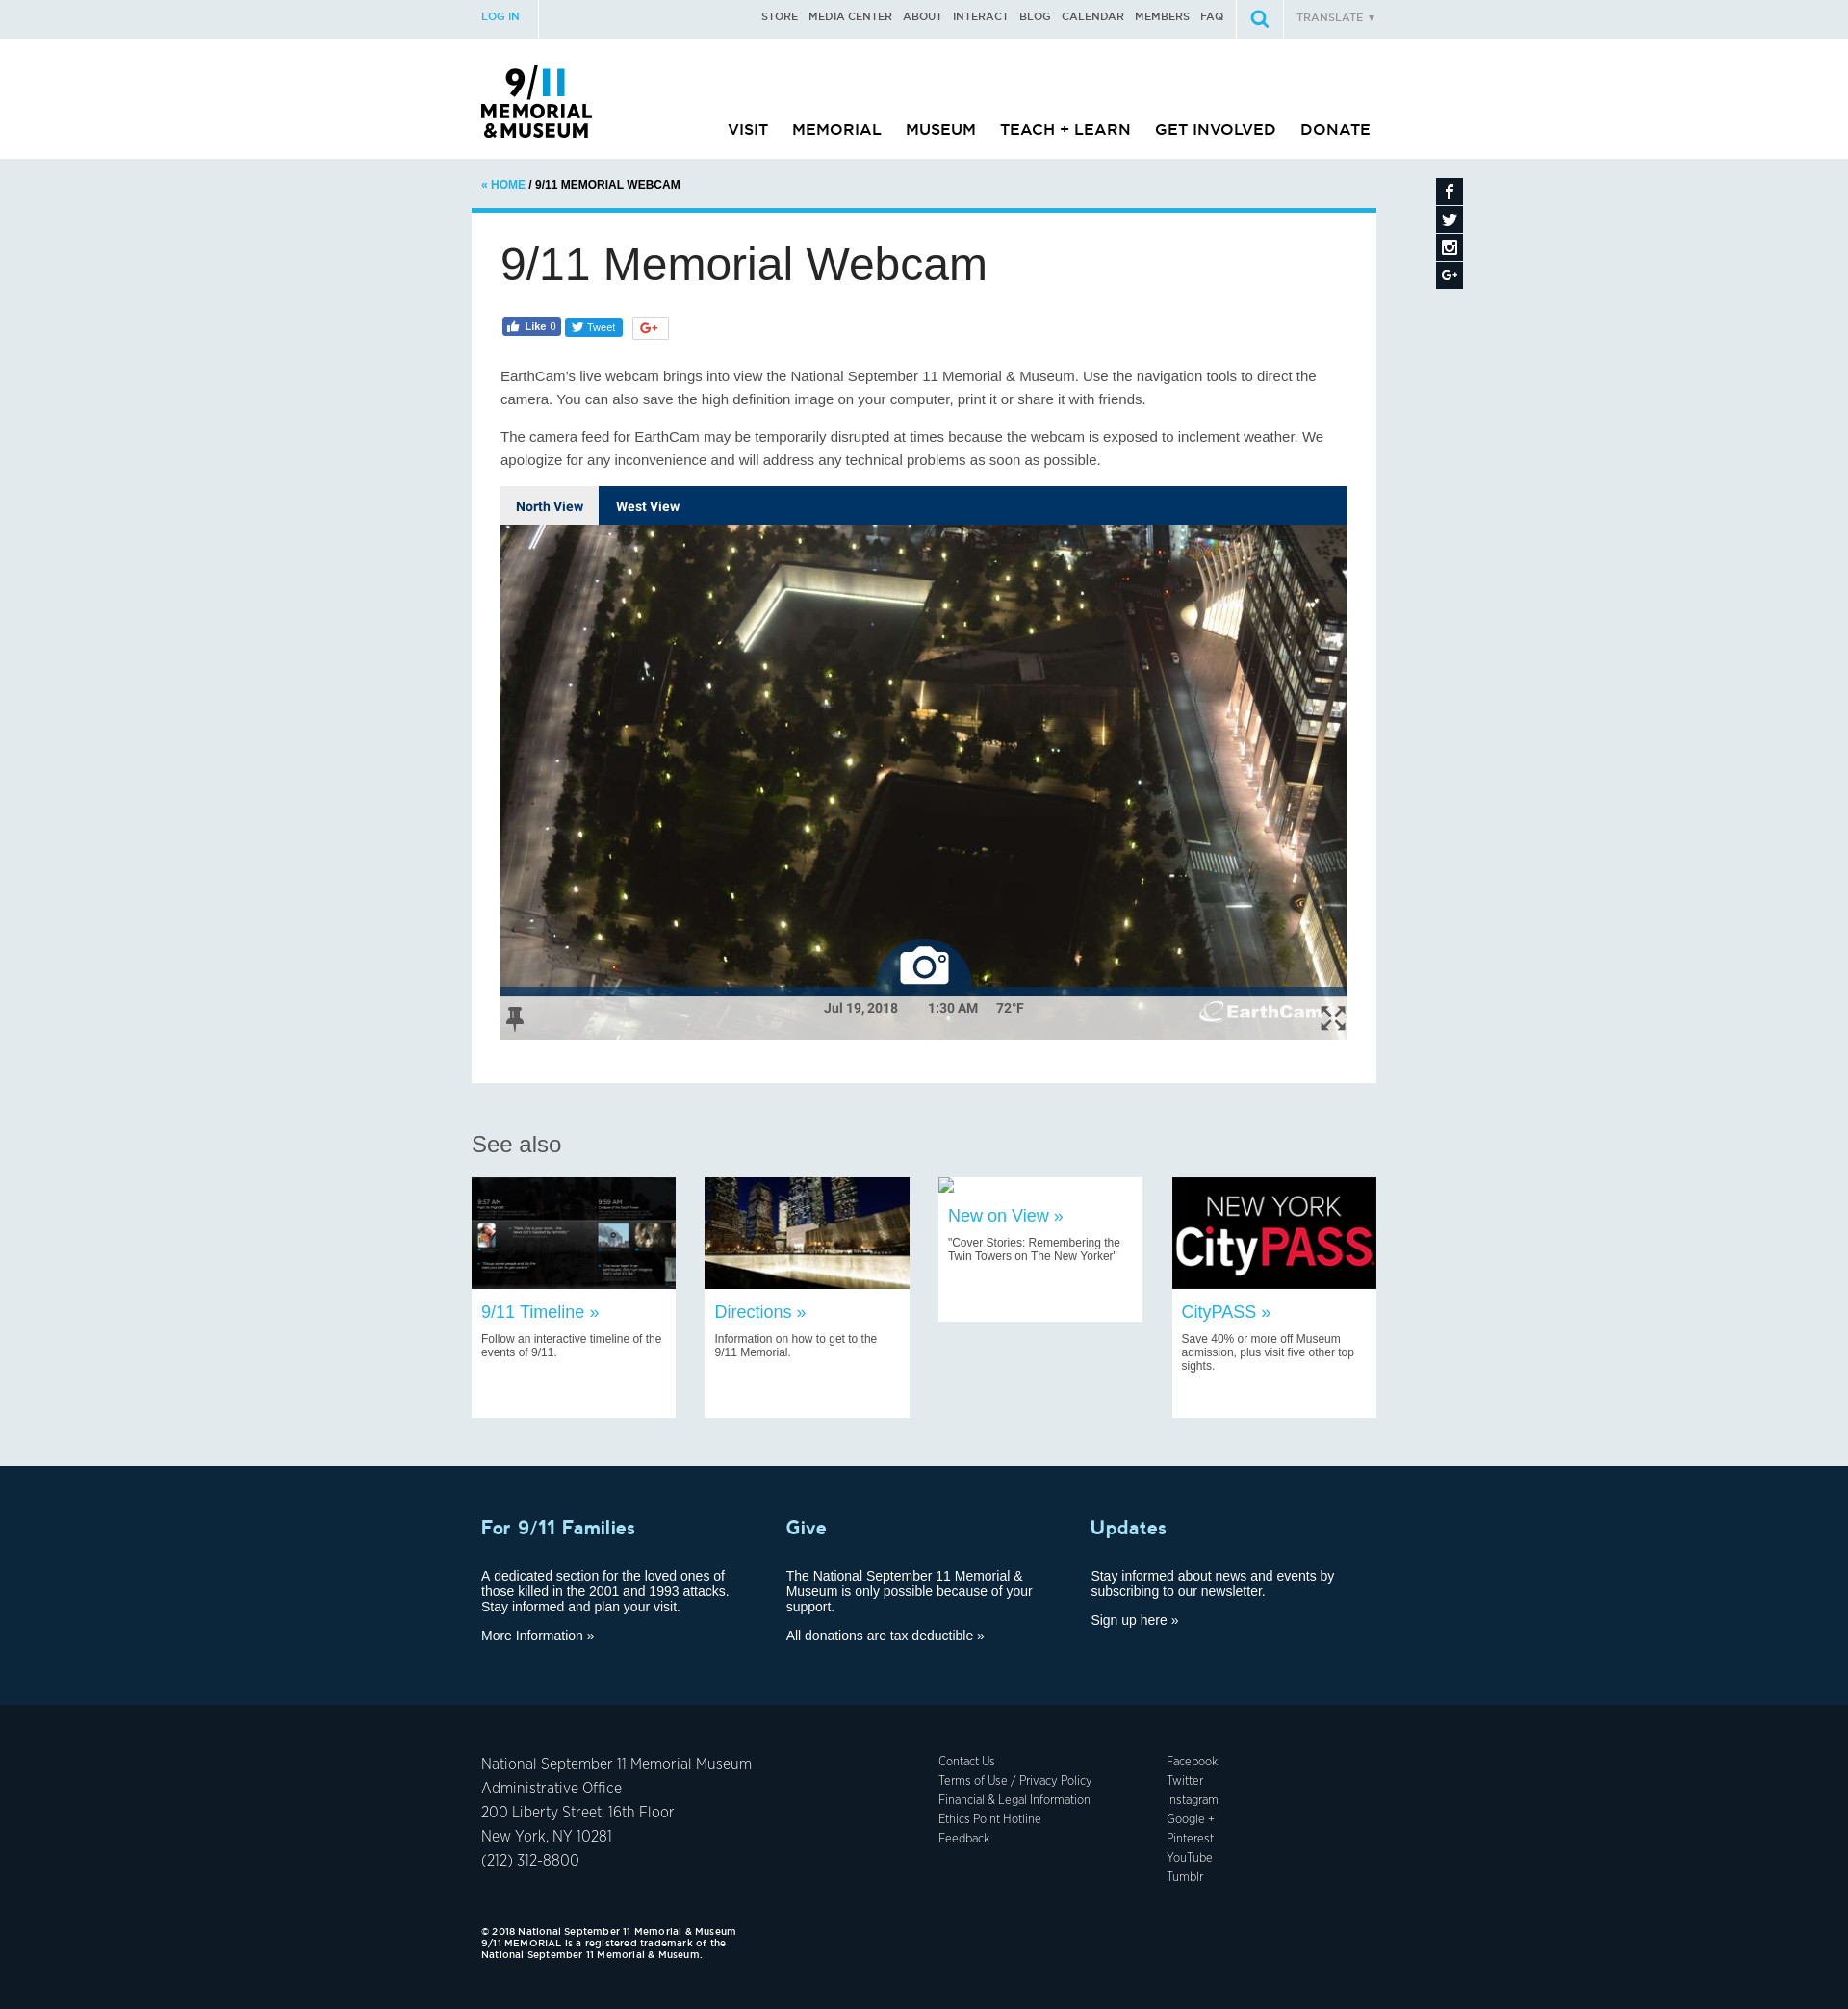 LOG IN
STORE MEDIA CENTER ABOUT INTERACT BLOG CALENDAR MEMBERS FAQ
TRANSLATE ▼
9/11
MEMORIAL
& MUSEUM
VISIT MEMORIAL MUSEUM TEACH + LEARN GET INVOLVED DONATE
« HOME / 9/11 MEMORIAL WEBCAM
9/11 Memorial Webcam
Like 0
Tweet
G+
EarthCam's live webcam brings into view the National September 11 Memorial & Museum. Use the navigation tools to direct the
camera. You can also save the high definition image on your computer, print it or share it with friends.
The camera feed for EarthCam may be temporarily disrupted at times because the webcam is exposed to inclement weather. We
apologize for any inconvenience and will address any technical problems as soon as possible.
North View West View
Jul 19, 2018 1:30 AM 72°F
EarthCam
See also
9:57 AM
9:59 AM
NEW YORK
CityPASS
9/11 Timeline »
Follow an interactive timeline of the
events of 9/11.
Directions »
Information on how to get to the
9/11 Memorial.
New on View »
"Cover Stories: Remembering the
Twin Towers on The New Yorker"
CityPASS »
Save 40% or more off Museum
admission, plus visit five other top
sights.
For 9/11 Families
A dedicated section for the loved ones of
those killed in the 2001 and 1993 attacks.
Stay informed and plan your visit.
More Information »
Give
The National September 11 Memorial &
Museum is only possible because of your
support.
All donations are tax deductible »
Updates
Stay informed about news and events by
subscribing to our newsletter.
Sign up here »
National September 11 Memorial Museum
Administrative Office
200 Liberty Street, 16th Floor
New York, NY 10281
(212) 312-8800
Contact Us
Terms of Use / Privacy Policy
Financial & Legal Information
Ethics Point Hotline
Feedback
Facebook
Twitter
Instagram
Google +
Pinterest
YouTube
Tumblr
© 2018 National September 11 Memorial & Museum
9/11 MEMORIAL is a registered trademark of the
National September 11 Memorial & Museum.